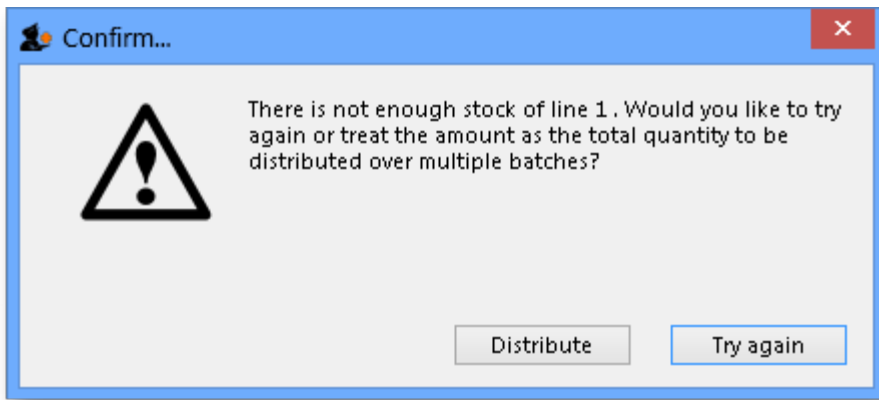 Confirm...
There is not enough stock of line 1 . Would you like to try
again or treat the amount as the total quantity to be
distributed over multiple batches?
Distribute
Try again